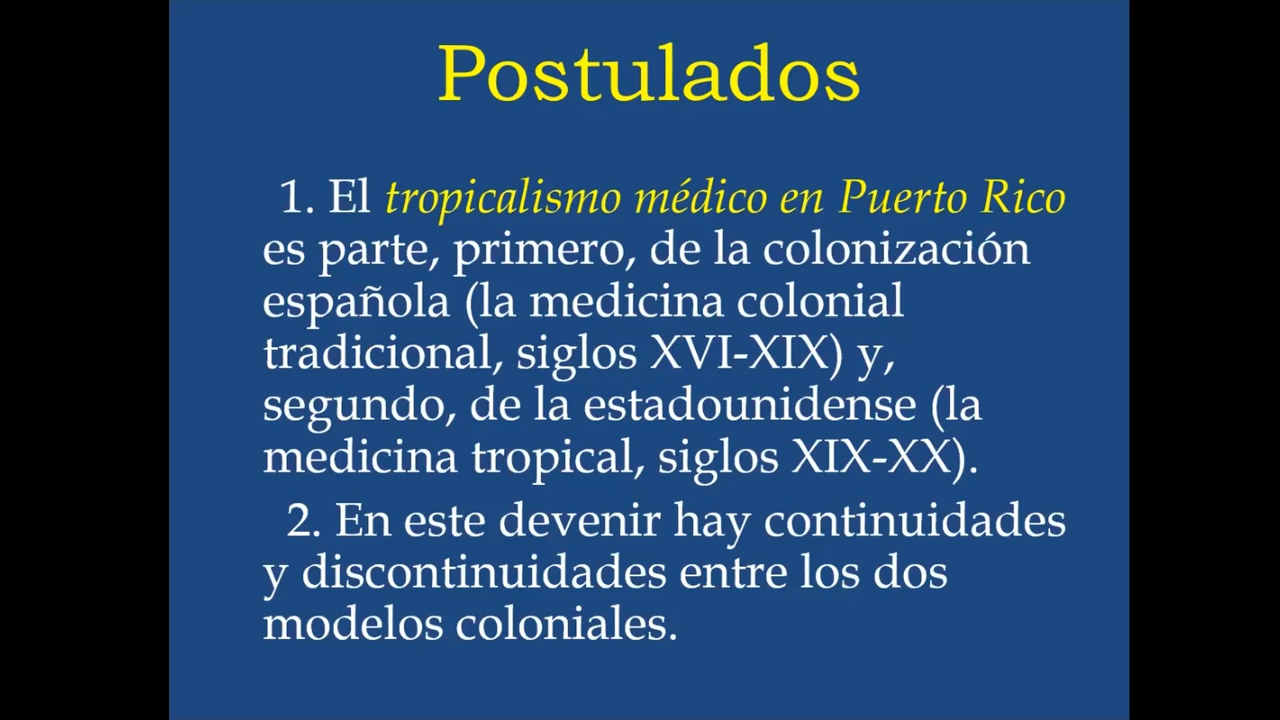 Postulados
1. El tropicalismo médico en Puerto Rico
es parte, primero, de la colonización
española (la medicina colonial
tradicional, siglos XVI-XIX) y,
segundo, de la estadounidense (la
medicina tropical, siglos XIX-XX).
2. En este devenir hay continuidades
y discontinuidades entre los dos
modelos coloniales.